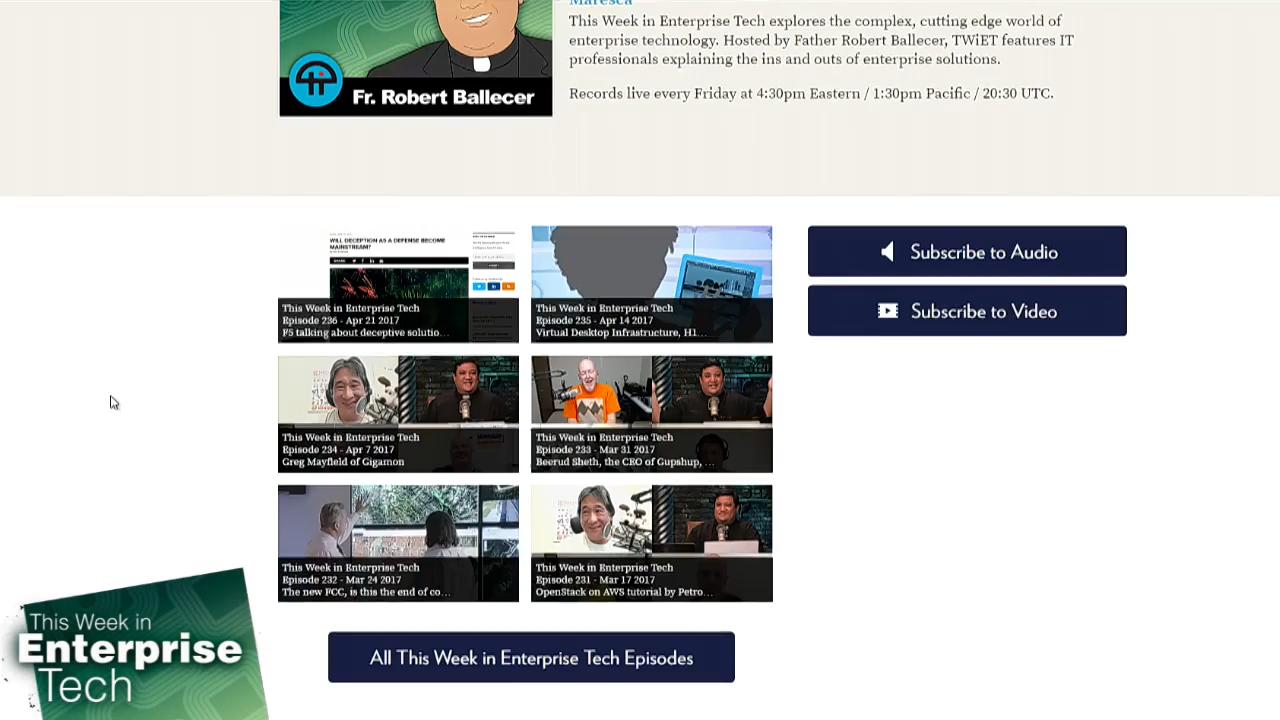 Maresca
This Week in Enterprise Tech explores the complex, cutting edge world of
enterprise technology. Hosted by Father Robert Ballecer, TWiET features IT
professionals explaining the ins and outs of enterprise solutions.
Records live every Friday at 4:30pm Eastern / 1:30pm Pacific / 20:30 UTC.
Fr. Robert Ballecer
WILL DECEPTION AS A DEFENSE BECOME
MAINSTREAM?
This Week in Enterprise Tech
Episode 236 - Apr 21 2017
F5 talking about deceptive solutio...
This Week in Enterprise Tech
Episode 235 - Apr 14 2017
Virtual Desktop Infrastructure, H1...
Subscribe to Audio
Subscribe to Video
This Week in Enterprise Tech
Episode 234 - Apr 7 2017
Greg Mayfield of Gigamon
This Week in Enterprise Tech
Episode 233 - Mar 31 2017
Beerud Sheth, the CEO of Gupshup, ...
This Week in Enterprise Tech
Episode 232 - Mar 24 2017
The new FCC, is this the end of co...
This Week in Enterprise Tech
Episode 231 - Mar 17 2017
OpenStack on AWS tutorial by Petro...
All This Week in Enterprise Tech Episodes
This Week in
Enterprise
Tech